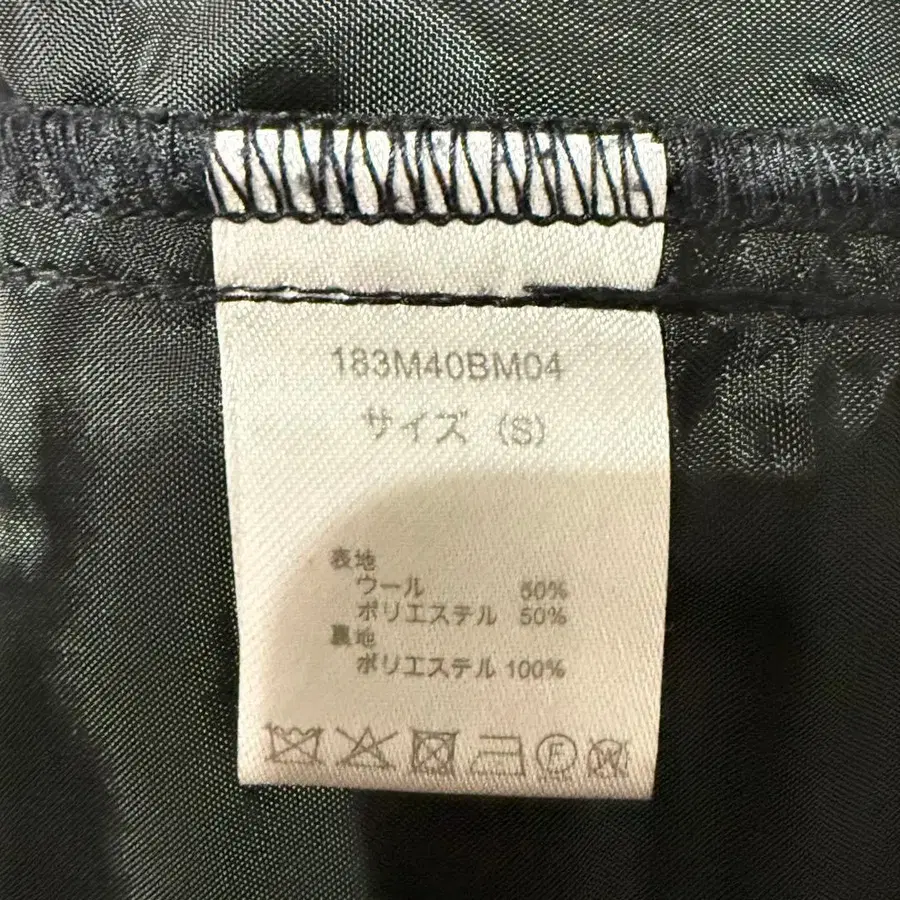 183M40BM04
サイズ (S)
表地
ウール 50%
ポリエステル 50%
裏地
ポリエステル 100%
F
W